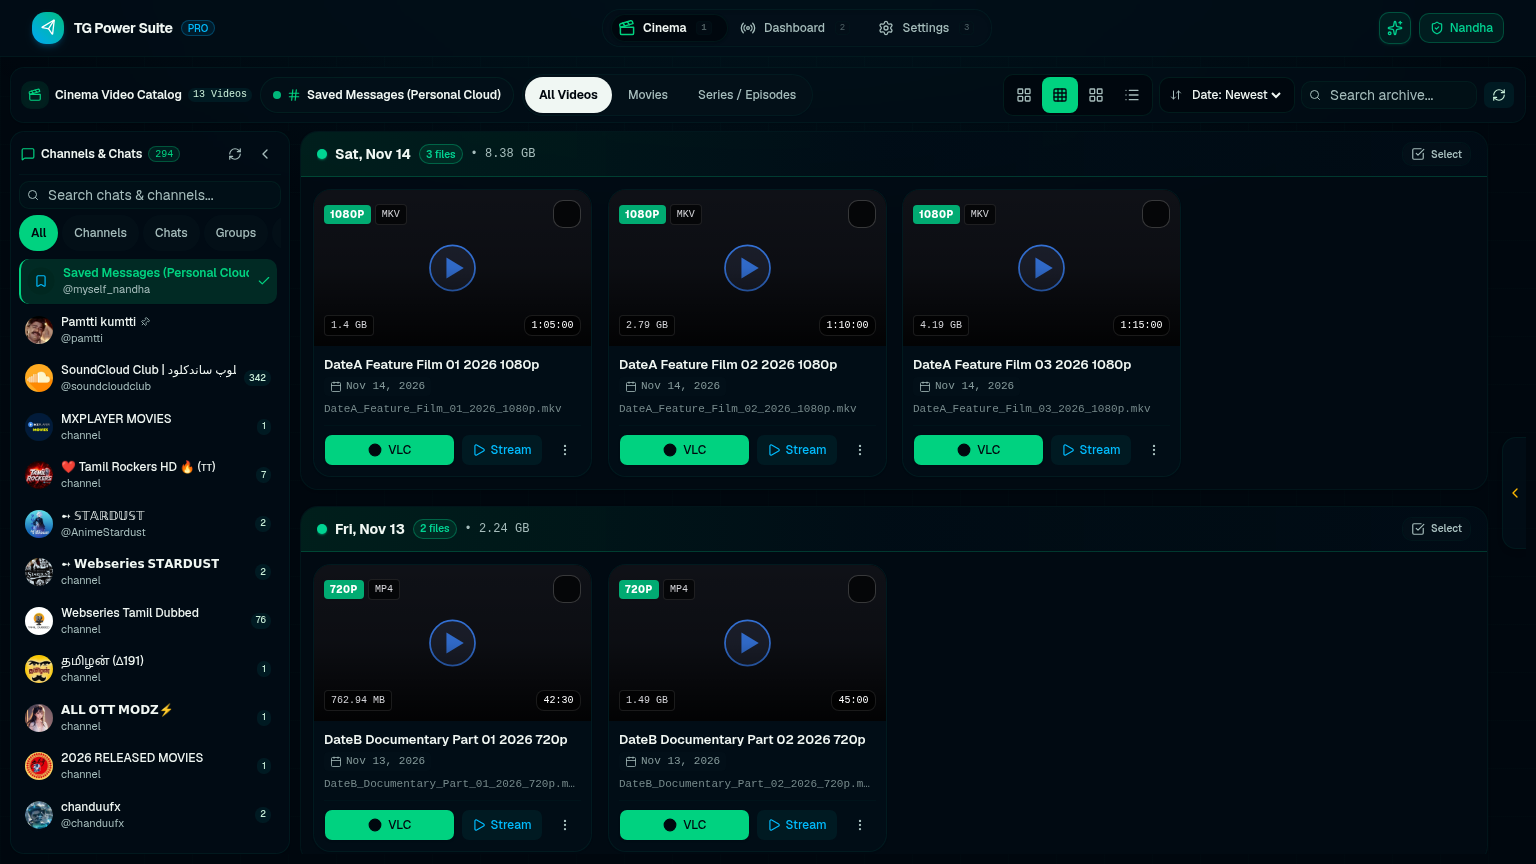 TG Power Suite PRO
Cinema 1
Dashboard 2
Settings 3
Nandha
Cinema Video Catalog 13 Videos
# Saved Messages (Personal Cloud)
All Videos
Movies
Series / Episodes
Date: Newest
Search archive...
Channels & Chats 294
Search chats & channels...
All
Channels
Chats
Groups
Saved Messages (Personal Cloud
@myself_nandha
Pamtti kumtti
@pamtti
SoundCloud Club | لوپ ساندکلود
@soundcloudclub
342
MXPLAYER MOVIES
channel
1
❤️ Tamil Rockers HD 🔥 (тт)
channel
7
➻ 𝕊𝕋𝔸ℝ𝔻𝕌𝕊𝕋
@AnimeStardust
2
➻ Webseries STARDUST
channel
2
Webseries Tamil Dubbed
channel
76
தமிழன் (Δ191)
channel
1
ALL OTT MODZ⚡
channel
1
2026 RELEASED MOVIES
channel
1
chanduufx
@chanduufx
2
Sat, Nov 14 3 files • 8.38 GB
Select
1080P MKV
1.4 GB 1:05:00
DateA Feature Film 01 2026 1080p
Nov 14, 2026
DateA_Feature_Film_01_2026_1080p.mkv
VLC Stream
1080P MKV
2.79 GB 1:10:00
DateA Feature Film 02 2026 1080p
Nov 14, 2026
DateA_Feature_Film_02_2026_1080p.mkv
VLC Stream
1080P MKV
4.19 GB 1:15:00
DateA Feature Film 03 2026 1080p
Nov 14, 2026
DateA_Feature_Film_03_2026_1080p.mkv
VLC Stream
Fri, Nov 13 2 files • 2.24 GB
Select
720P MP4
762.94 MB 42:30
DateB Documentary Part 01 2026 720p
Nov 13, 2026
DateB_Documentary_Part_01_2026_720p.m…
VLC Stream
720P MP4
1.49 GB 45:00
DateB Documentary Part 02 2026 720p
Nov 13, 2026
DateB_Documentary_Part_02_2026_720p.m…
VLC Stream